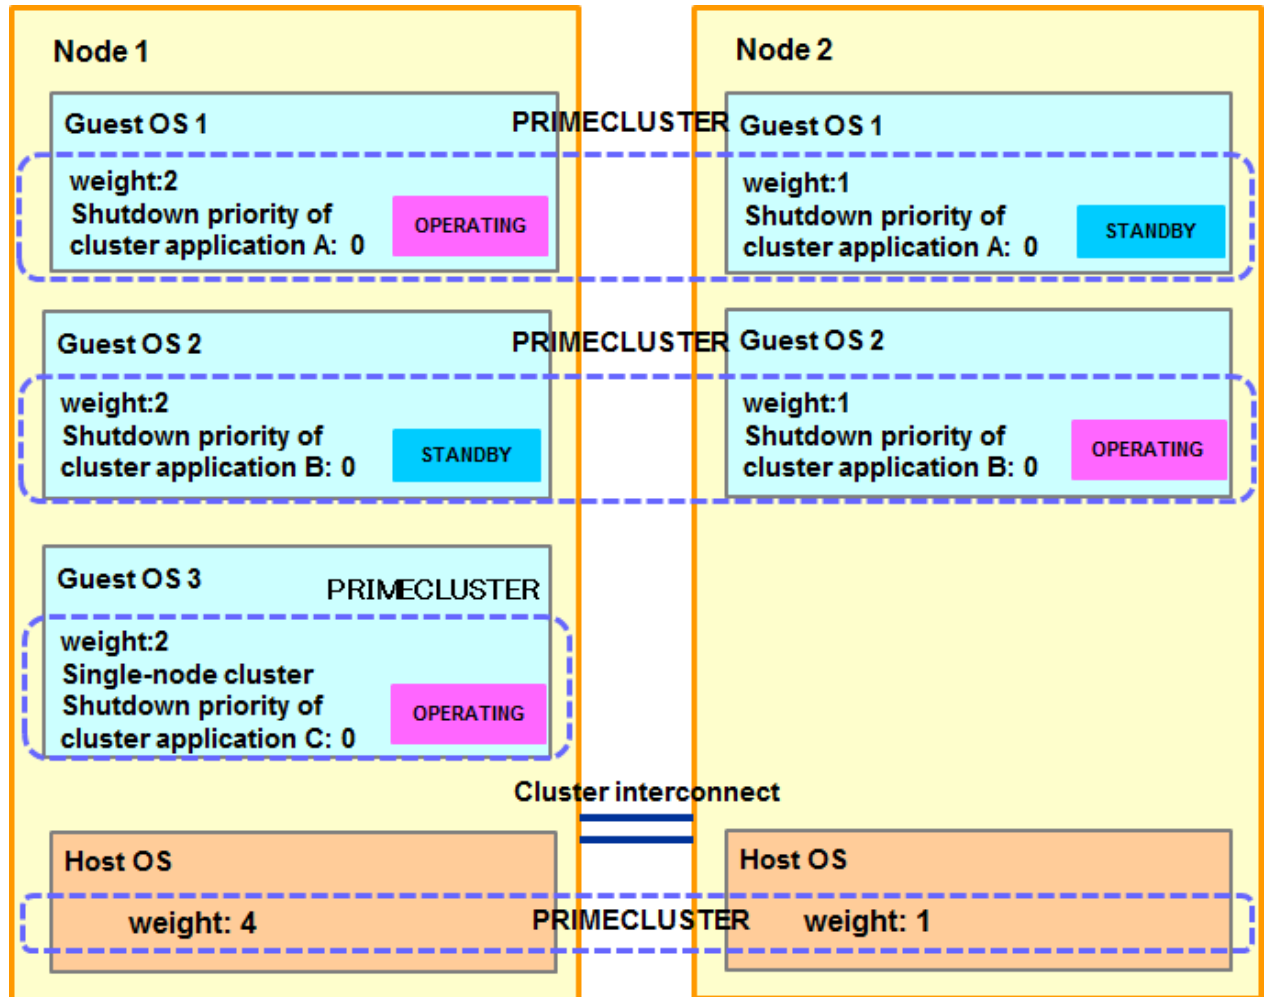 Node 1
Guest OS 1
weight:2
Shutdown priority of
cluster application A: 0
OPERATING
PRIMECLUSTER
Node 2
Guest OS 1
weight:1
Shutdown priority of
cluster application A: 0
STANDBY
Guest OS 2
weight:2
Shutdown priority of
cluster application B: 0
STANDBY
PRIMECLUSTER
Guest OS 2
weight:1
Shutdown priority of
cluster application B: 0
OPERATING
Guest OS 3
PRIMECLUSTER
weight:2
Single-node cluster
Shutdown priority of
cluster application C: 0
OPERATING
Cluster interconnect
Host OS
weight: 4
PRIMECLUSTER
Host OS
weight: 1